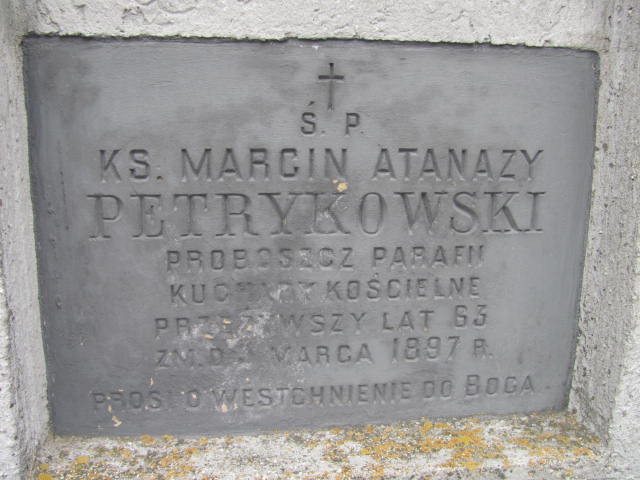 Ś. P.
KS. MARCIN ATANAZY
PETRYKOWSKI
PROBOSZCZ PARAFII
KUCHARY KOŚCIELNE
PRZEŻYWSZY LAT 63
ZM. MARCA 1897 R.
PROSI O WESTCHNIENIE DO BOGA